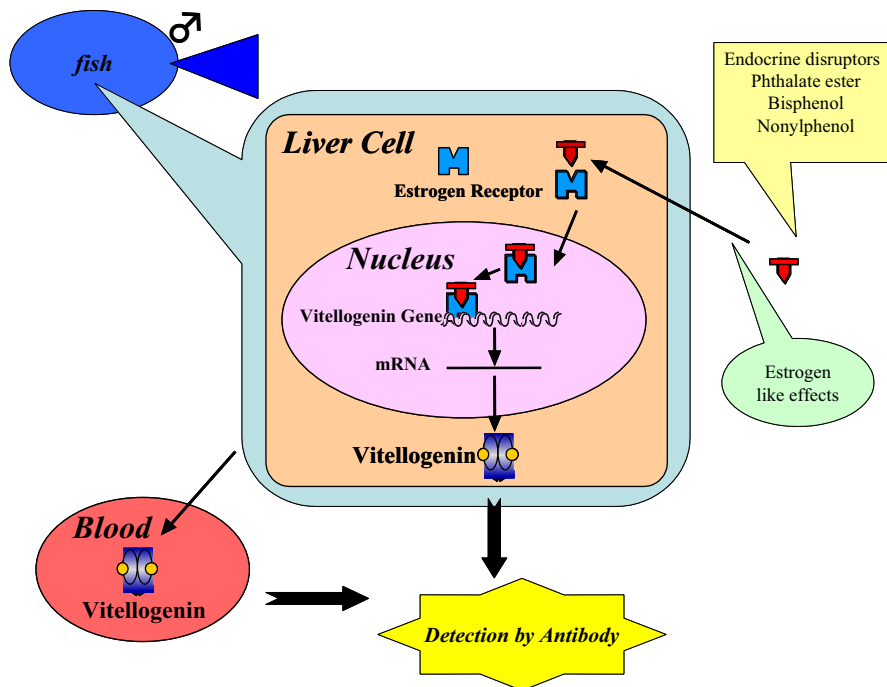 ♂
fish
Endocrine disruptors
Phthalate ester
Bisphenol
Nonylphenol
Liver Cell
Estrogen Receptor
Nucleus
Vitellogenin Gene
mRNA
Estrogen
like effects
Vitellogenin
Blood
Vitellogenin
Detection by Antibody